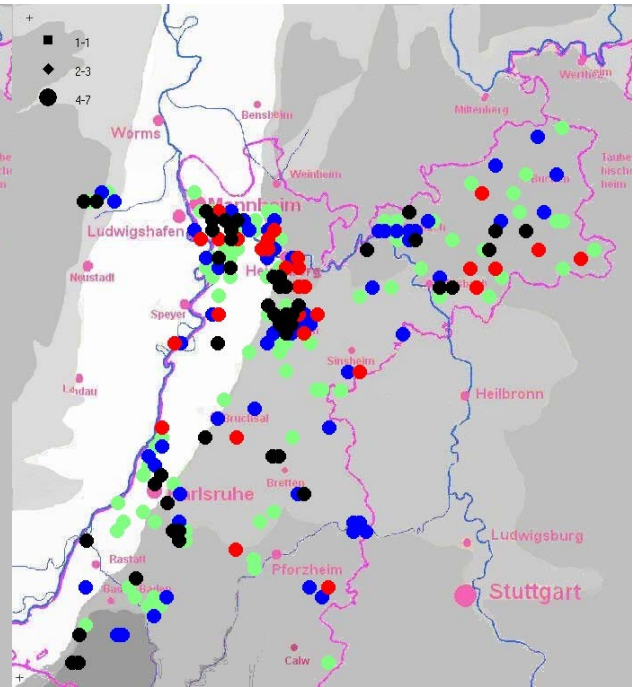 1-1
2-3
4-7
Wertheim
Miltenberg
Bensheim
Worms
Weinheim
Mannheim
Ludwigshafen
Neustadt
Speyer
Sinsheim
Landau
Heilbronn
Bruchsal
Bretten
Karlsruhe
Ludwigsburg
Rastatt
Pforzheim
Stuttgart
Calw